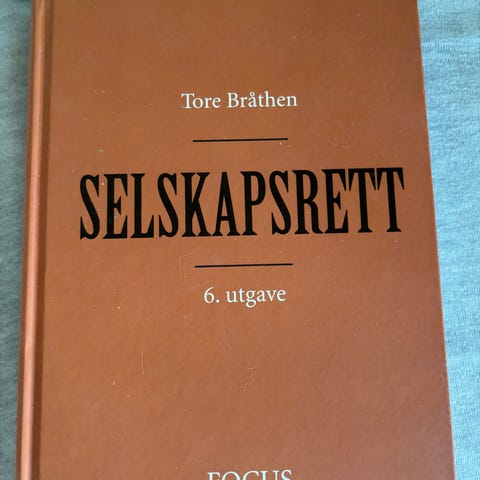 Tore Bråthen
SELSKAPSRETT
6. utgave
FOCUS